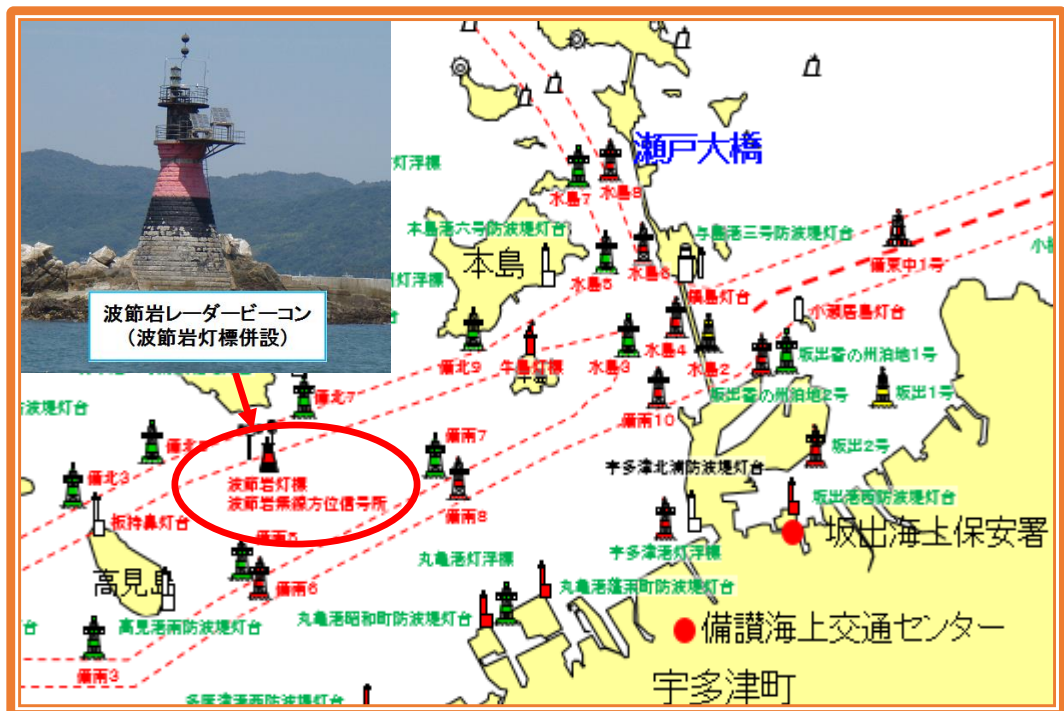 波節岩レーダービーコン
(波節岩灯標併設)
灯浮標
瀬戸大橋
水島7
水島8
本島港六号防波堤灯台
与島港三号防波堤灯台
本島
備東中1号
水島5
水島6
鍋島灯台
小瀬居島灯台
備北9
牛島灯標
牛島
水島3
水島4
水島2
坂出番の州泊地1号
坂出番の州泊地2号
坂出1号
備北7
備南10
備南7
坂出2号
宇多津北浦防波堤灯台
備北3
波節岩灯標
波節岩無線方位信号所
備南8
坂出港西防波堤灯台
板持鼻灯台
備南5
坂出海上保安署
宇多津港灯浮標
丸亀港灯浮標
備南6
高見島
丸亀港蓬莱町防波堤灯台
丸亀港昭和町防波堤灯台
高見港南防波堤灯台
備讃海上交通センター
備南3
宇多津町
多度津港西防波堤灯台